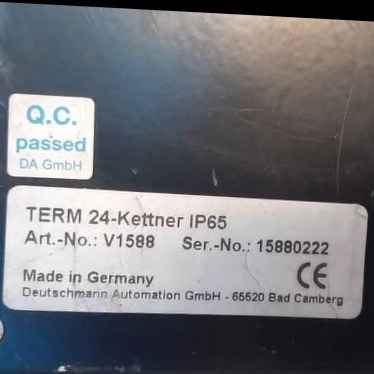 Q.C.
passed
DA GmbH
TERM 24-Kettner IP65
Art.-No.: V1588 Ser.-No.: 15880222
Made in Germany CE
Deutschmann Automation GmbH - 65520 Bad Camberg